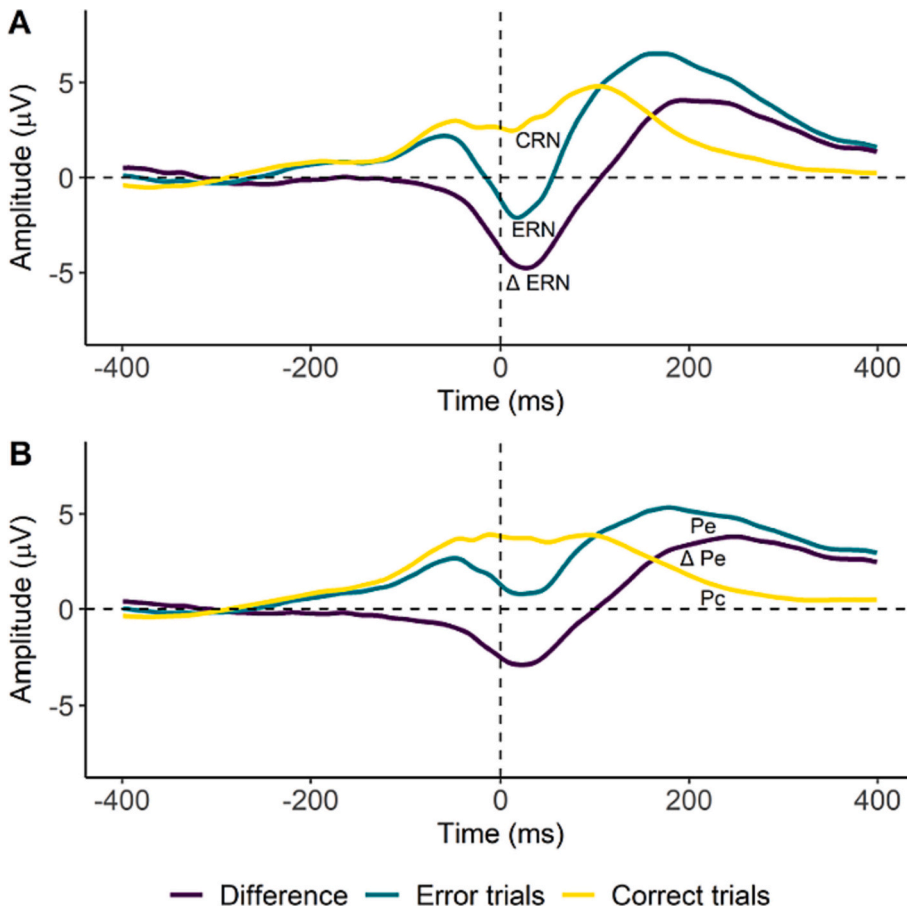 A
Amplitude (μV)
5
0
-5
CRN
ERN
Δ ERN
-400 -200 0 200 400
Time (ms)
B
Amplitude (μV)
5
0
-5
Pe
Δ Pe
Pc
-400 -200 0 200 400
Time (ms)
Difference Error trials Correct trials